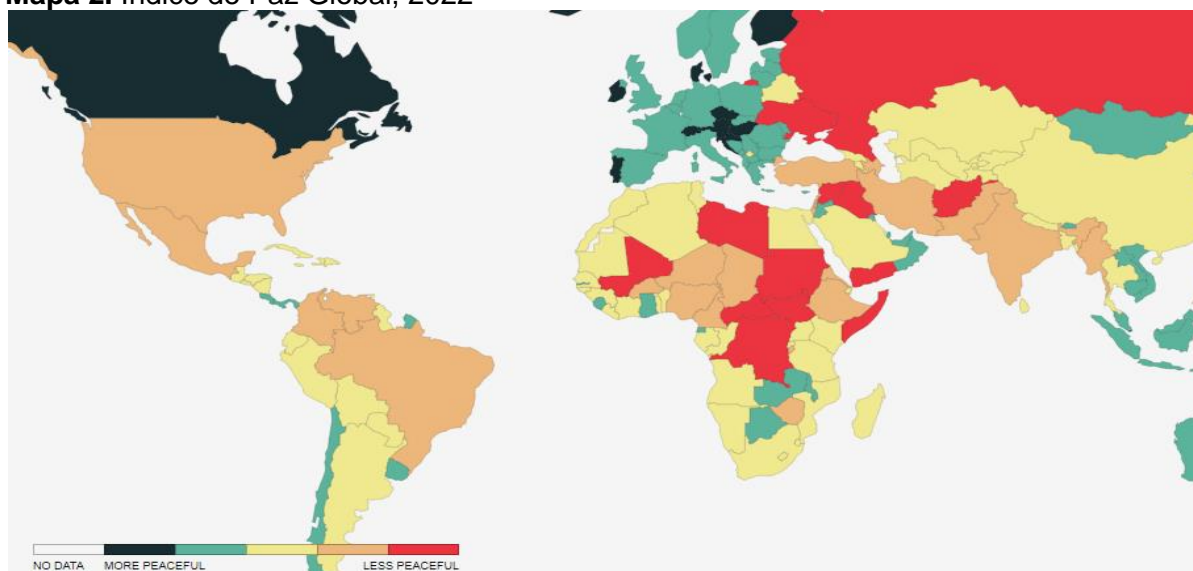 Mapa 2. Índice de Paz Global, 2022
NO DATA MORE PEACEFUL LESS PEACEFUL